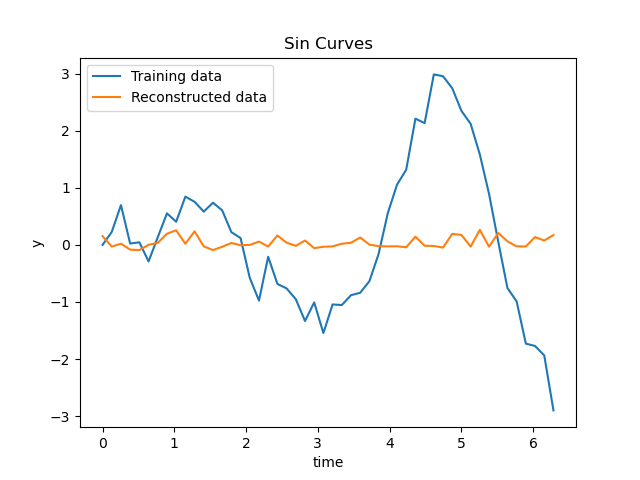 Sin Curves
Training data
Reconstructed data
3
2
1
0
−1
−2
−3
y
0 1 2 3 4 5 6
time